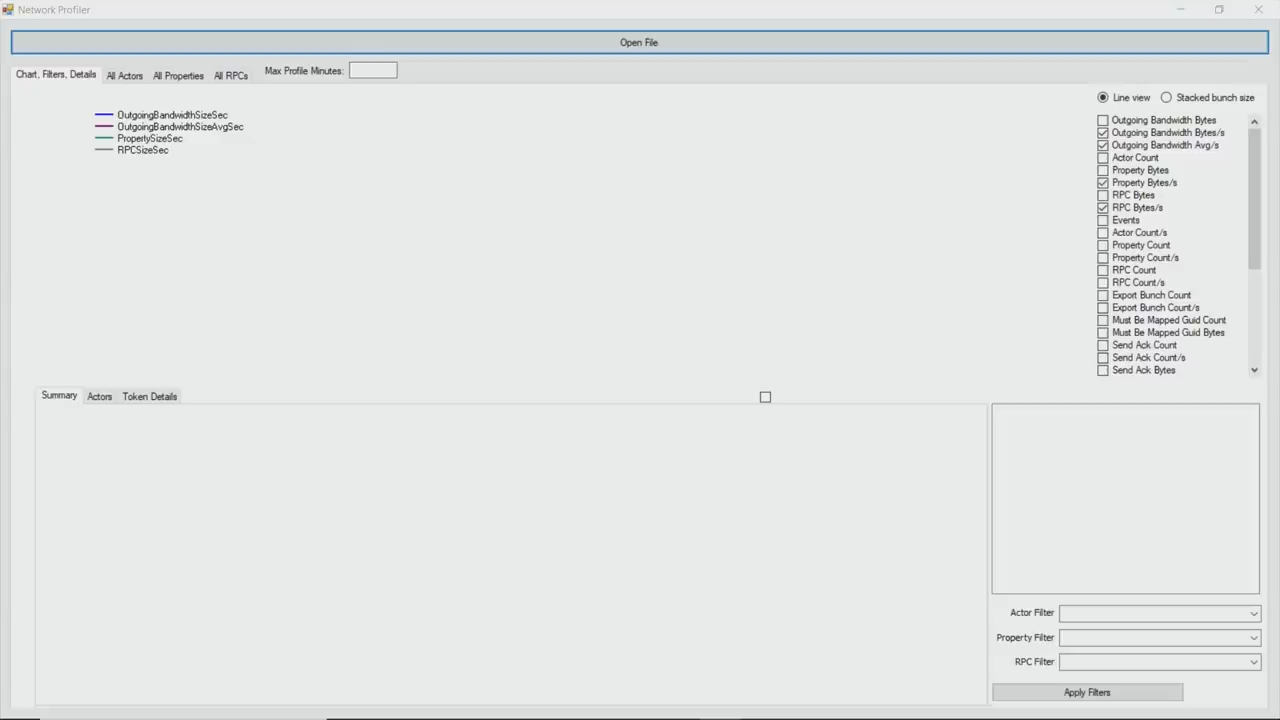 Network Profiler
Open File
Chart, Filters, Details
All Actors
All Properties
All RPCs
Max Profile Minutes:
OutgoingBandwidthSizeSec
OutgoingBandwidthSizeAvgSec
PropertySizeSec
RPCSizeSec
Line view
Stacked bunch size
Outgoing Bandwidth Bytes
Outgoing Bandwidth Bytes/s
Outgoing Bandwidth Avg/s
Actor Count
Property Bytes
Property Bytes/s
RPC Bytes
RPC Bytes/s
Events
Actor Count/s
Property Count
Property Count/s
RPC Count
RPC Count/s
Export Bunch Count
Export Bunch Count/s
Must Be Mapped Guid Count
Must Be Mapped Guid Bytes
Send Ack Count
Send Ack Count/s
Send Ack Bytes
Summary
Actors
Token Details
Actor Filter
Property Filter
RPC Filter
Apply Filters